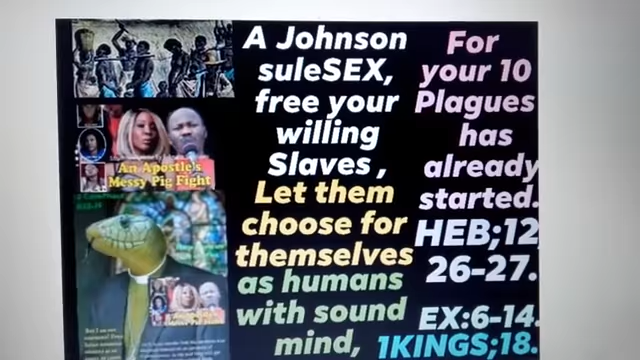 An Apostle's
Messy Pig Fight
A Johnson
suleSEX,
free your
willing
Slaves ,
Let them
choose for
themselves
as humans
with sound
mind,
For
your 10
Plagues
has
already
started.
HEB;12
26-27.
EX:6-14.
1KINGS;18.